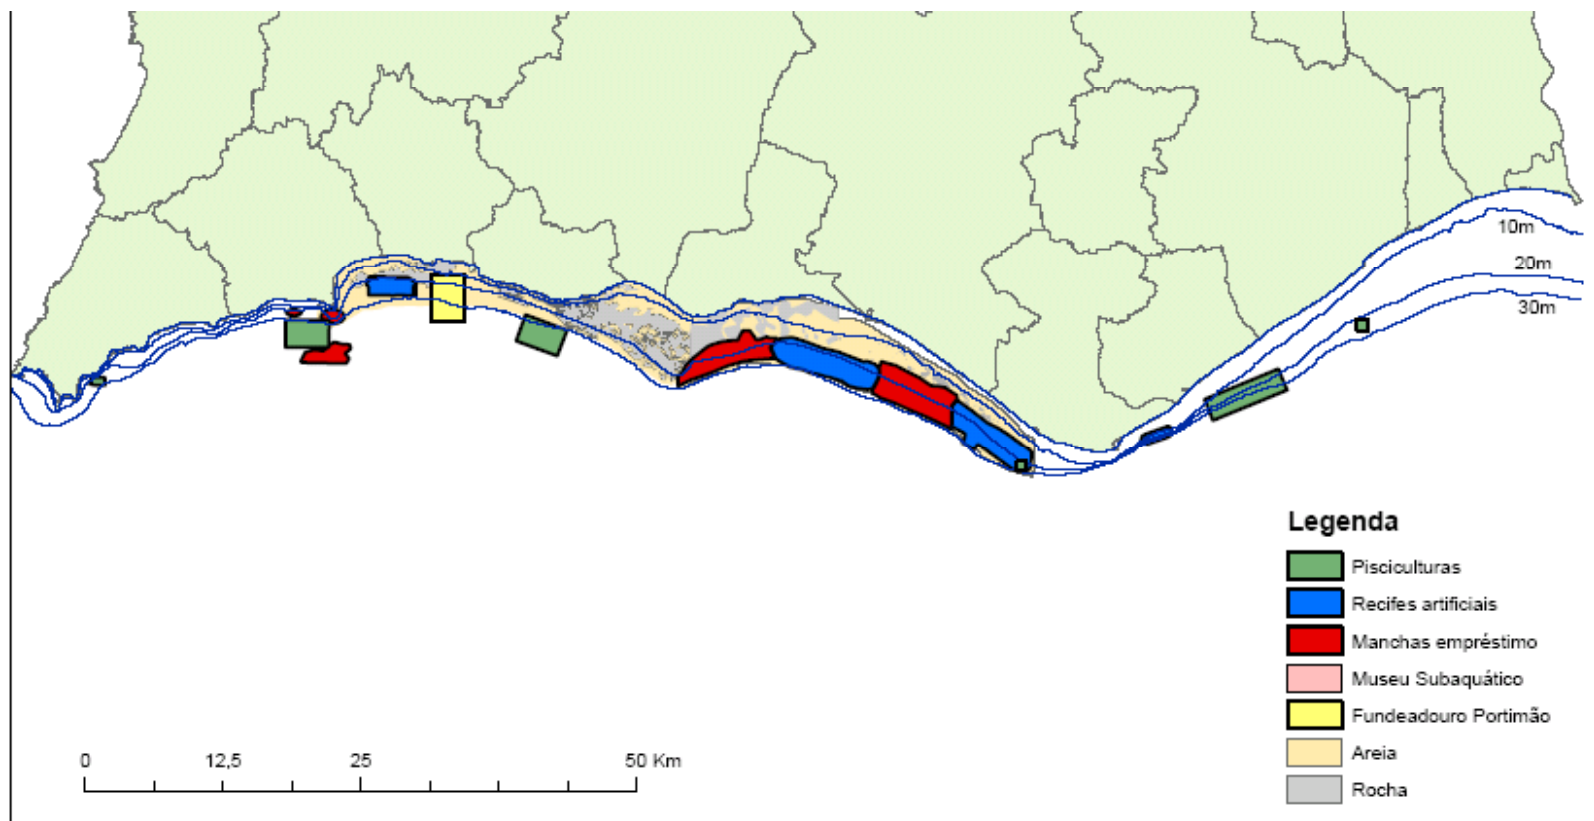 10m
20m
30m
Legenda
Pisciculturas
Recifes artificiais
Manchas empréstimo
Museu Subaquático
Fundeadouro Portimão
Areia
Rocha
0 12,5 25 50 Km